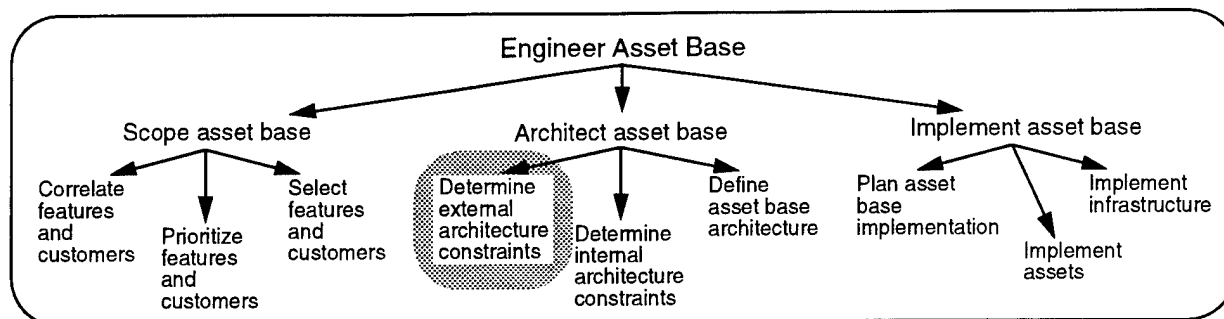 Engineer Asset Base
Scope asset base
Architect asset base
Implement asset base
Correlate
features
and
customers
Prioritize
features
and
customers
Select
features
and
customers
Determine
external
architecture
constraints
Determine
internal
architecture
constraints
Define
asset base
architecture
Plan asset
base
implementation
Implement
assets
Implement
infrastructure